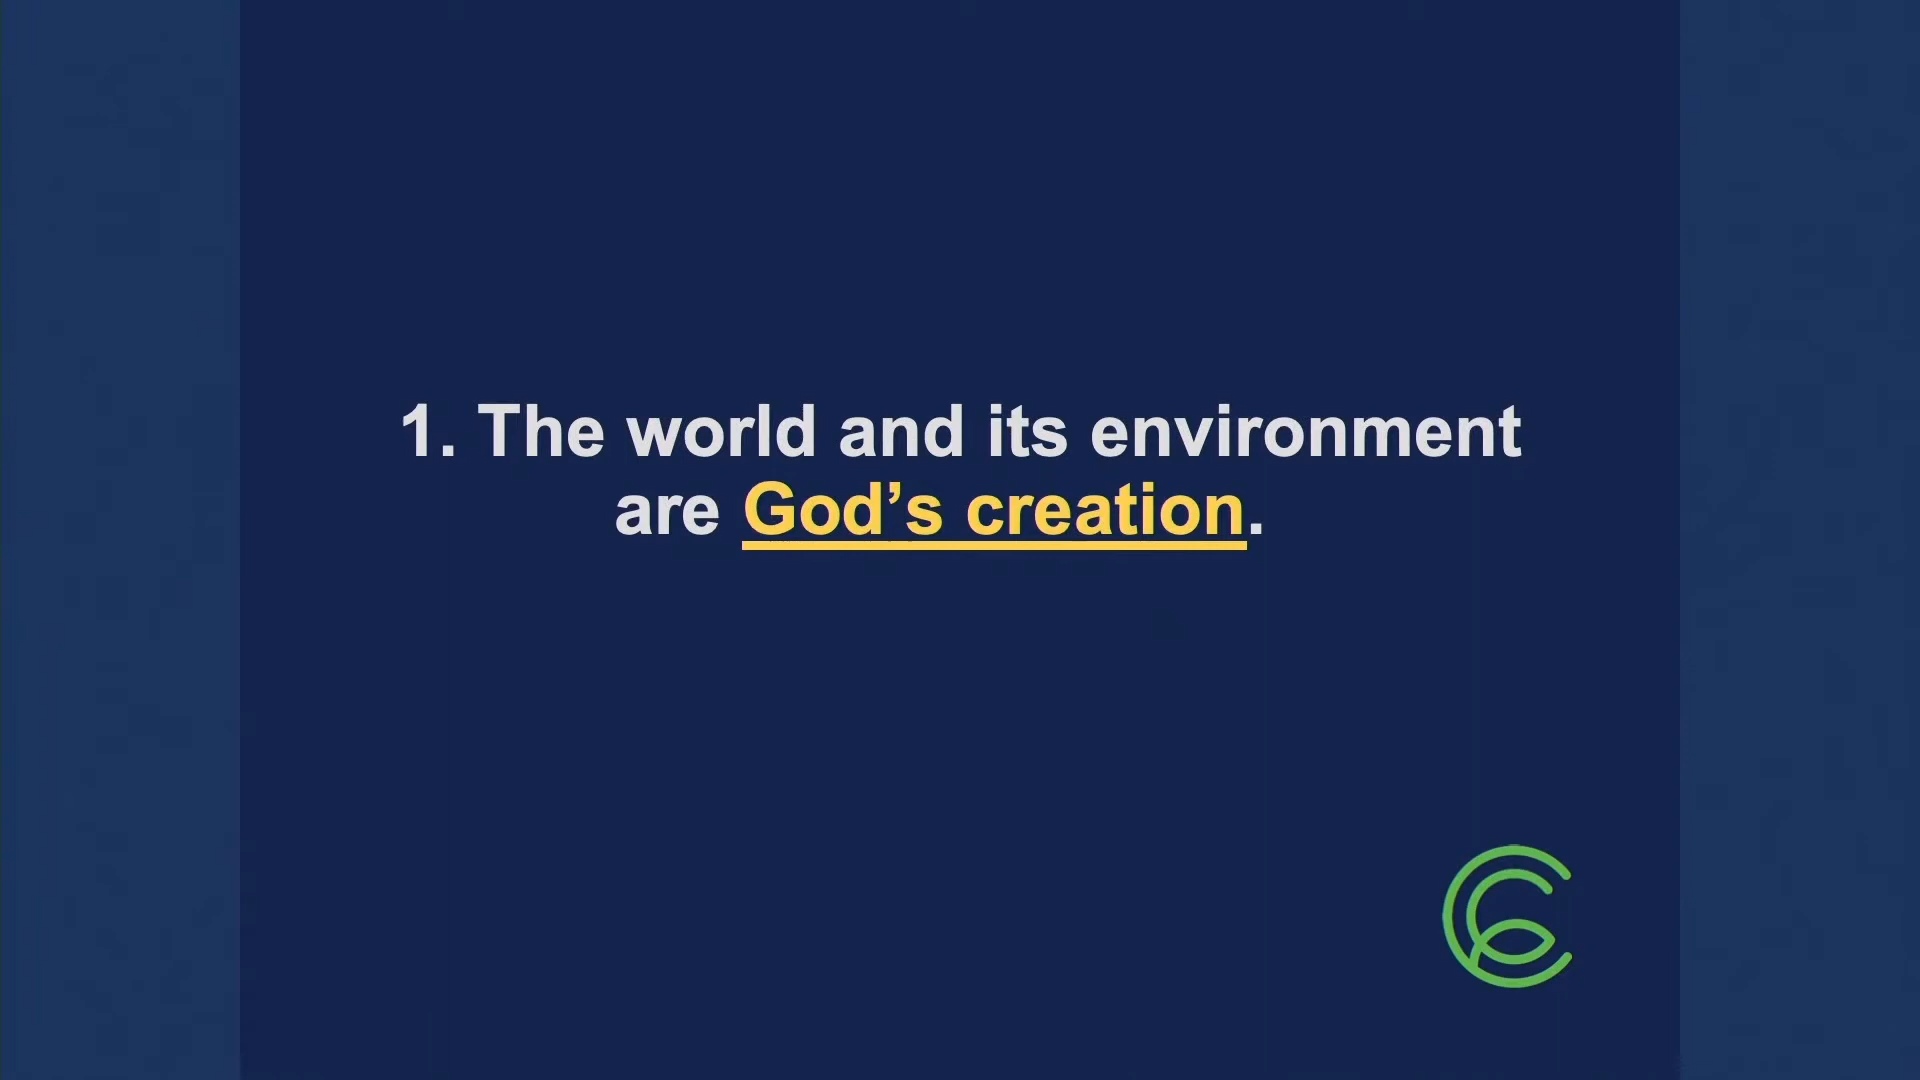 1. The world and its environment
are God’s creation.